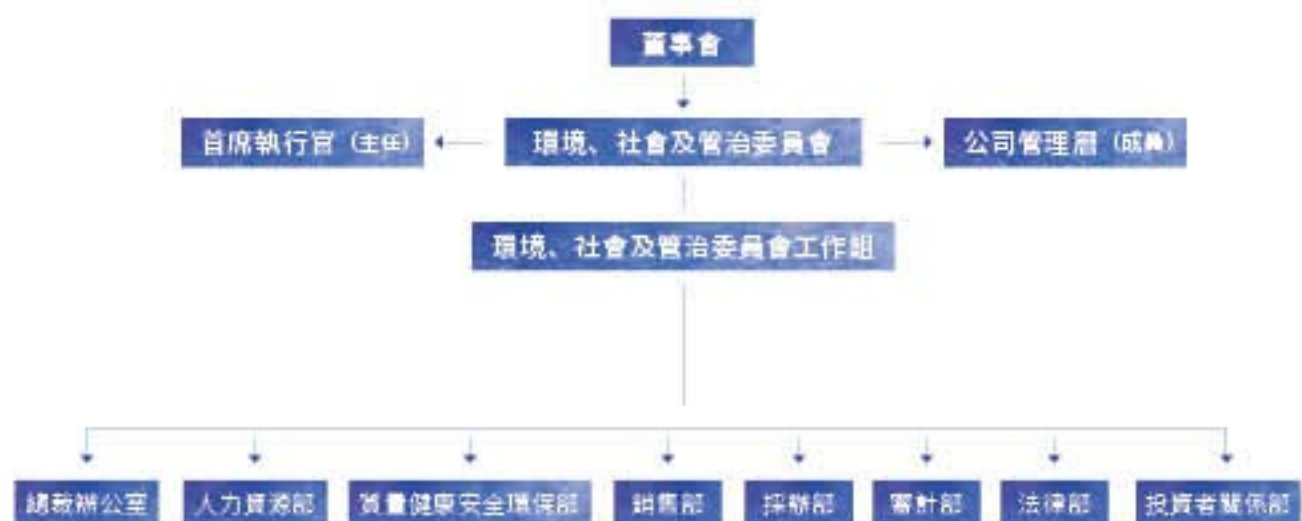 董事會
首席執行官（主任）
環境、社會及管治委員會
公司管理層（成員）
環境、社會及管治委員會工作組
總裁辦公室
人力資源部
質量健康安全環保部
銷售部
採辦部
審計部
法律部
投資者關係部